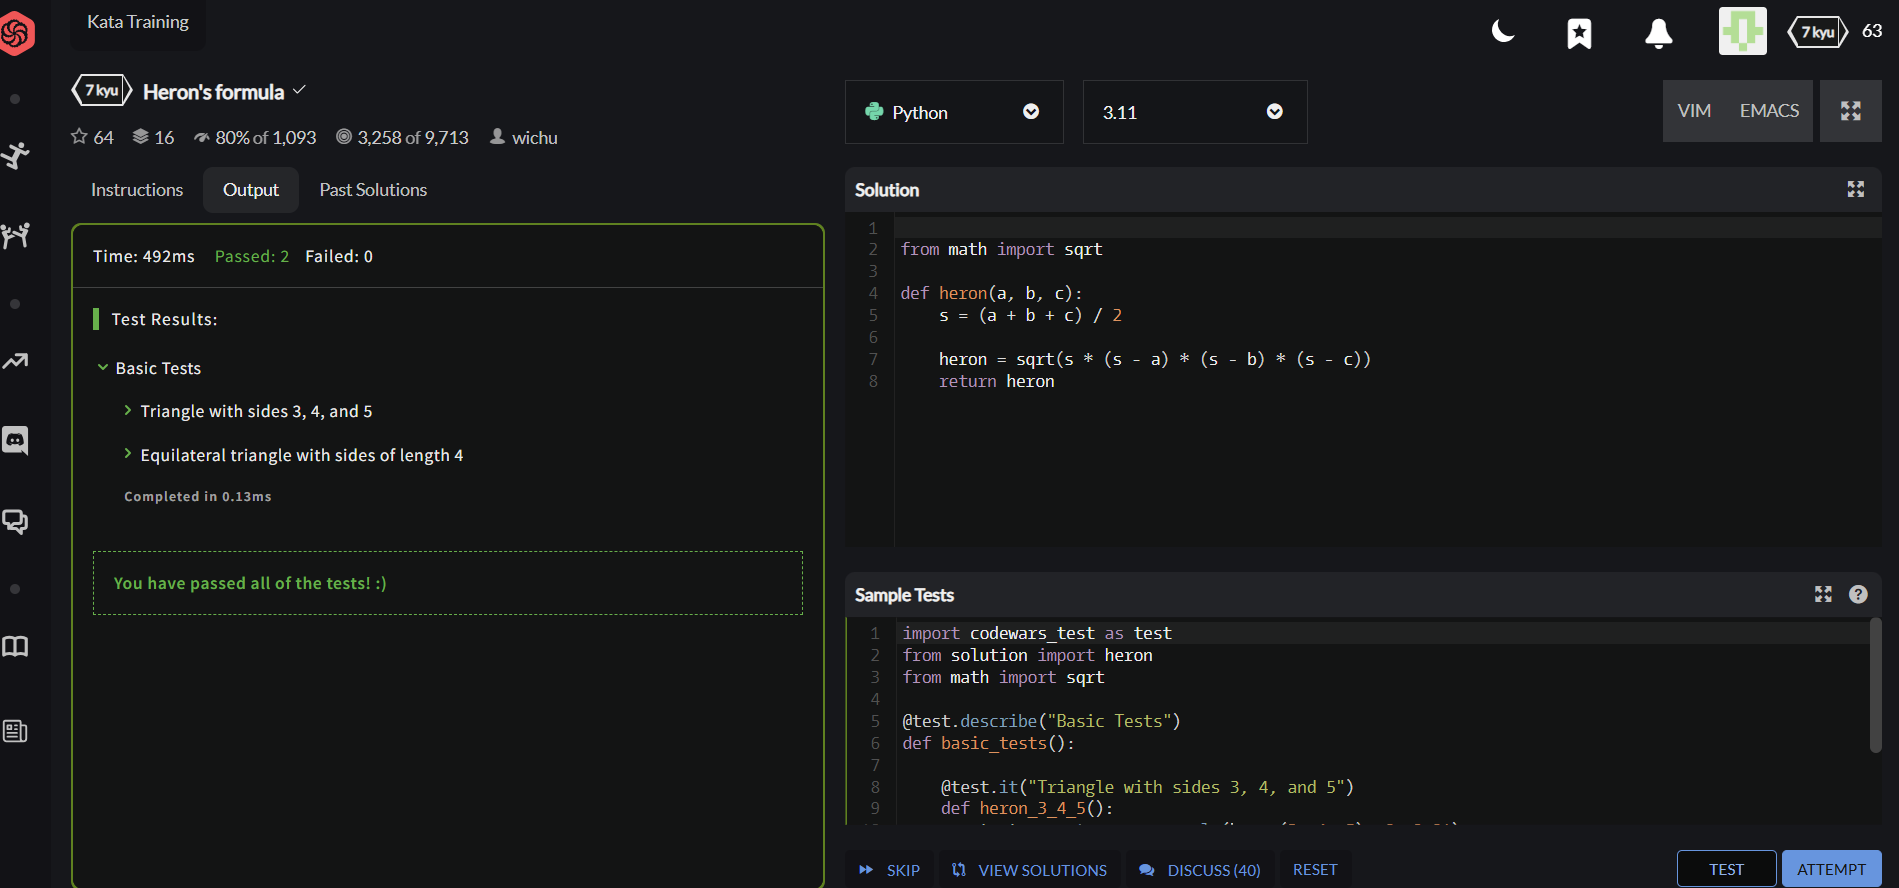 Kata Training
7 kyu
63
7 kyu Heron's formula
64 16 80% of 1,093 3,258 of 9,713 wichu
Instructions Output Past Solutions
Time: 492ms Passed: 2 Failed: 0
Test Results:
Basic Tests
Triangle with sides 3, 4, and 5
Equilateral triangle with sides of length 4
Completed in 0.13ms
You have passed all of the tests! :)
Python
3.11
VIM EMACS
Solution
1
2 from math import sqrt
3
4 def heron(a, b, c):
5     s = (a + b + c) / 2
6
7     heron = sqrt(s * (s - a) * (s - b) * (s - c))
8     return heron
Sample Tests
?
1 import codewars_test as test
2 from solution import heron
3 from math import sqrt
4
5 @test.describe("Basic Tests")
6 def basic_tests():
7
8     @test.it("Triangle with sides 3, 4, and 5")
9     def heron_3_4_5():
SKIP VIEW SOLUTIONS DISCUSS (40) RESET
TEST ATTEMPT